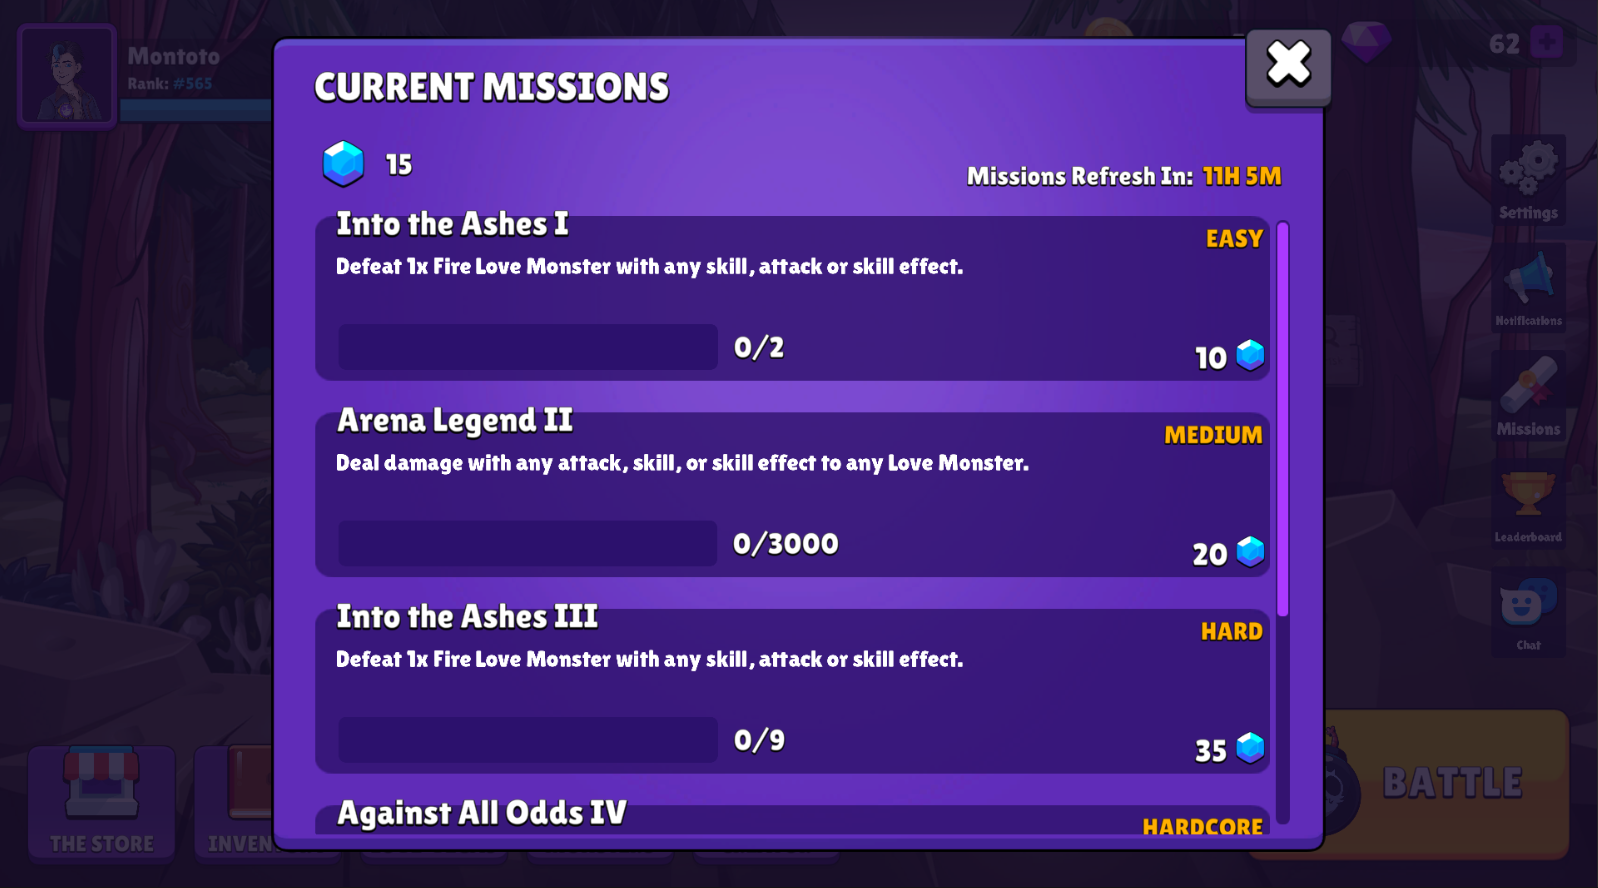 Montoto
Rank: #565
62
CURRENT MISSIONS
15
Missions Refresh In: 11H 5M
Into the Ashes I
EASY
Defeat 1x Fire Love Monster with any skill, attack or skill effect.
0/2
10
Arena Legend II
MEDIUM
Deal damage with any attack, skill, or skill effect to any Love Monster.
0/3000
20
Into the Ashes III
HARD
Defeat 1x Fire Love Monster with any skill, attack or skill effect.
0/9
35
Against All Odds IV
HARDCORE
Settings
Notifications
Missions
Leaderboard
Chat
THE STORE
INVEN
BATTLE